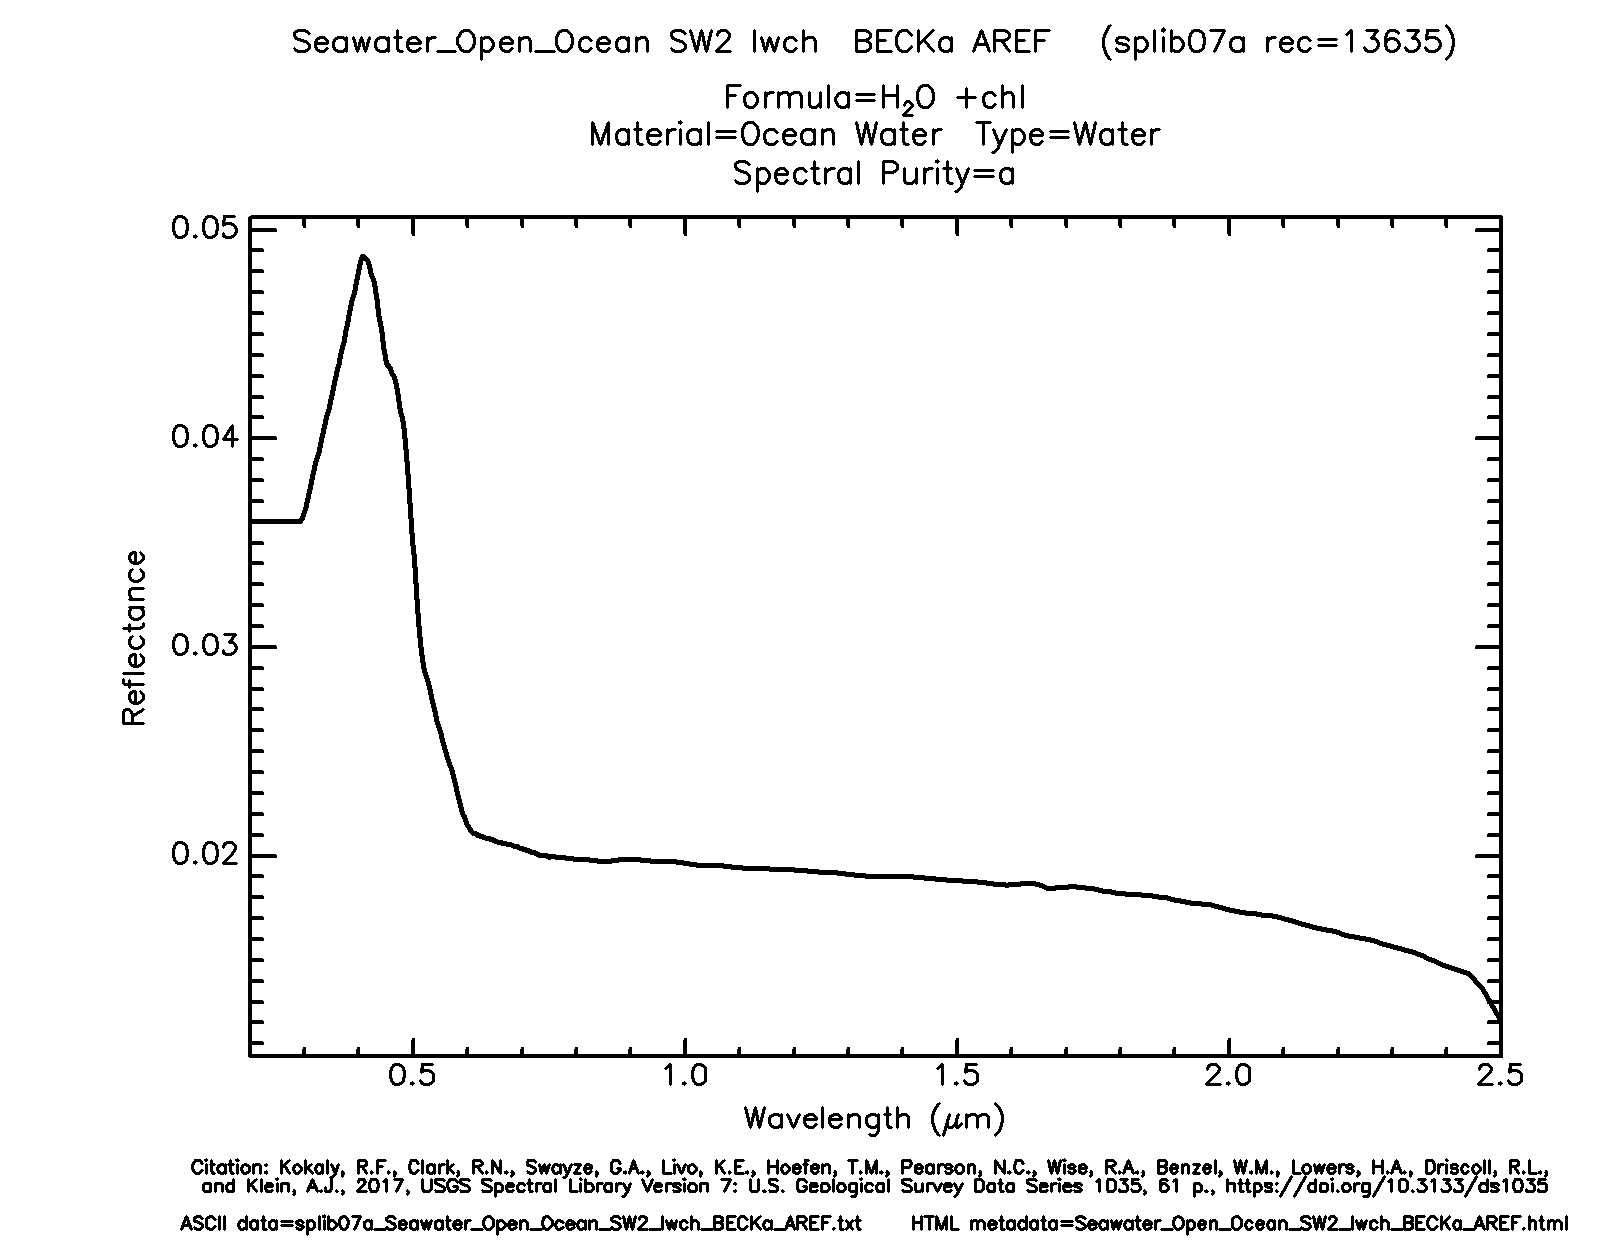 Seawater_Open_Ocean SW2 lwch BECKa AREF (splib07a rec=13635)
Formula=H₂O +chl
Material=Ocean Water Type=Water
Spectral Purity=a
0.05
0.04
0.03
0.02
Reflectance
0.5 1.0 1.5 2.0 2.5
Wavelength (μm)
Citation: Kokaly, R.F., Clark, R.N., Swayze, G.A., Livo, K.E., Hoefen, T.M., Pearson, N.C., Wise, R.A., Benzel, W.M., Lowers, H.A., Driscoll, R.L.,
and Klein, A.J., 2017, USGS Spectral Library Version 7: U.S. Geological Survey Data Series 1035, 61 p., https://doi.org/10.3133/ds1035
ASCII data=splib07a_Seawater_Open_Ocean_SW2_lwch_BECKa_AREF.txt HTML metadata=Seawater_Open_Ocean_SW2_lwch_BECKa_AREF.html